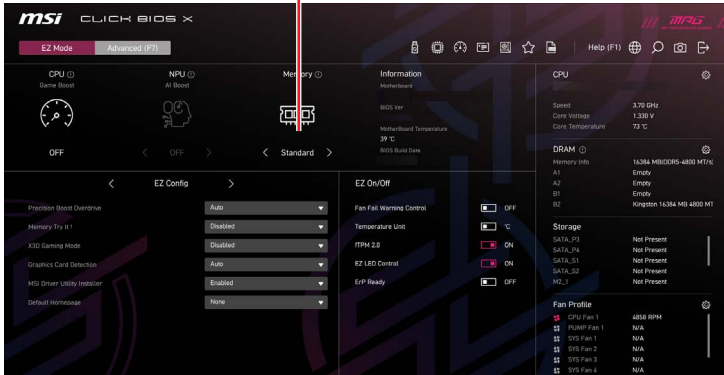 msi CLICK BIOS X
MAG
EZ Mode Advanced (F7) Help (F1)
CPU NPU Memory
Game Boost AI Boost
OFF < OFF > < Standard >
Information
Motherboard
BIOS Ver
MotherBoard Temperature
39 °C
BIOS Build Date
< EZ Config >
Precision Boost Overdrive Auto
Memory Try It ! Disabled
X3D Gaming Mode Disabled
Graphics Card Detection Auto
MSI Driver Utility Installer Enabled
Default Homepage None
EZ On/Off
Fan Fail Warning Control OFF
Temperature Unit °C
fTPM 2.0 ON
EZ LED Control ON
ErP Ready OFF
CPU
Speed 3.70 GHz
Core Voltage 1.330 V
Core Temperature 73 °C
DRAM
Memory Info 16384 MB(DDR5-4800 MT/s(
A1 Empty
A2 Empty
B1 Empty
B2 Kingston 16384 MB 4800 MT
Storage
SATA_P3 Not Present
SATA_P4 Not Present
SATA_S1 Not Present
SATA_S2 Not Present
M2_1 Not Present
Fan Profile
CPU Fan 1 4858 RPM
PUMP Fan 1 N/A
SYS Fan 1 N/A
SYS Fan 2 N/A
SYS Fan 3 N/A
SYS Fan 4 N/A